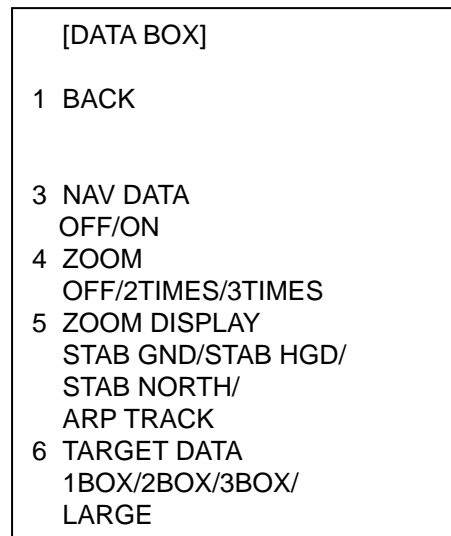 [DATA BOX]
1 BACK
3 NAV DATA
OFF/ON
4 ZOOM
OFF/2TIMES/3TIMES
5 ZOOM DISPLAY
STAB GND/STAB HGD/
STAB NORTH/
ARP TRACK
6 TARGET DATA
1BOX/2BOX/3BOX/
LARGE